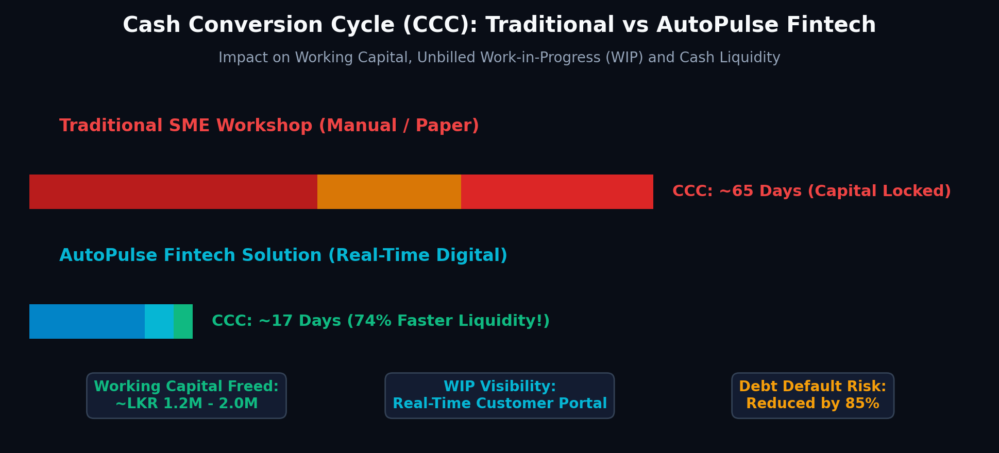 Cash Conversion Cycle (CCC): Traditional vs AutoPulse Fintech
Impact on Working Capital, Unbilled Work-in-Progress (WIP) and Cash Liquidity
Traditional SME Workshop (Manual / Paper)
CCC: ~65 Days (Capital Locked)
AutoPulse Fintech Solution (Real-Time Digital)
CCC: ~17 Days (74% Faster Liquidity!)
Working Capital Freed:
~LKR 1.2M - 2.0M
WIP Visibility:
Real-Time Customer Portal
Debt Default Risk:
Reduced by 85%